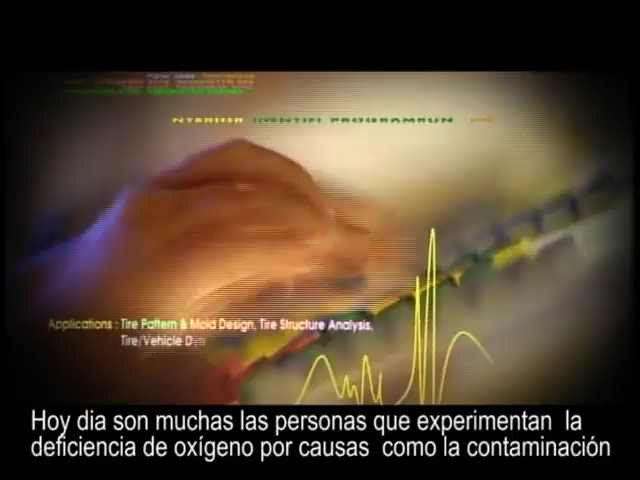 PROGRAMRUN
Applications : Tire Pattern & Mold Design, Tire Structure Analysis,
Tire/Vehicle
Hoy dia son muchas las personas que experimentan la
deficiencia de oxígeno por causas como la contaminación